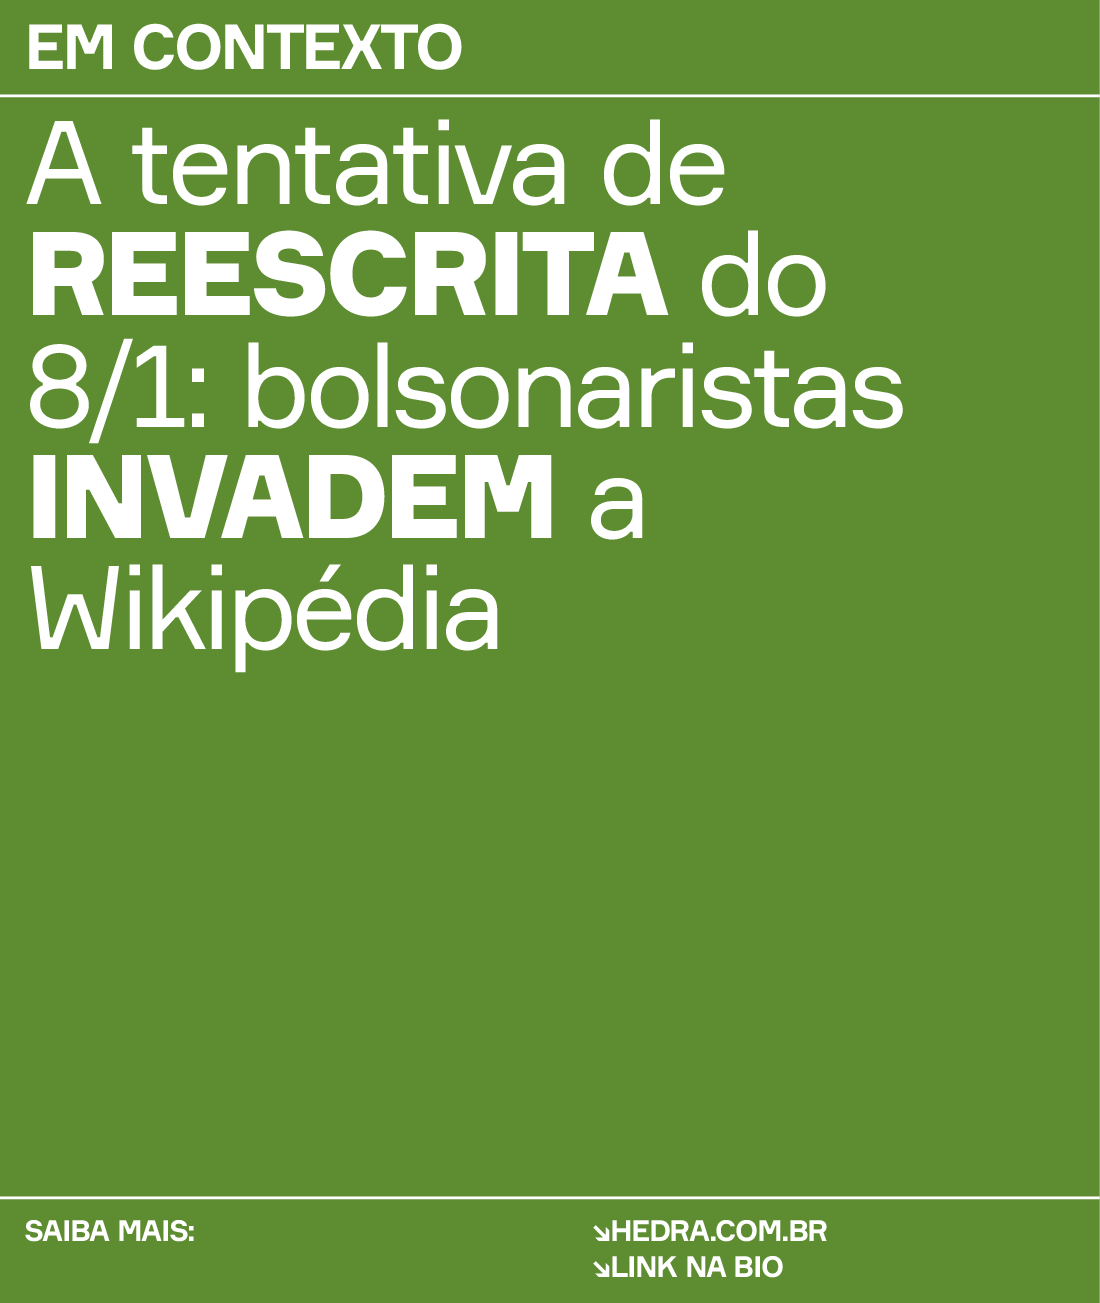 EM CONTEXTO
A tentativa de
REESCRITA do
8/1: bolsonaristas
INVADEM a
Wikipédia
SAIBA MAIS:
↘HEDRA.COM.BR
↘LINK NA BIO